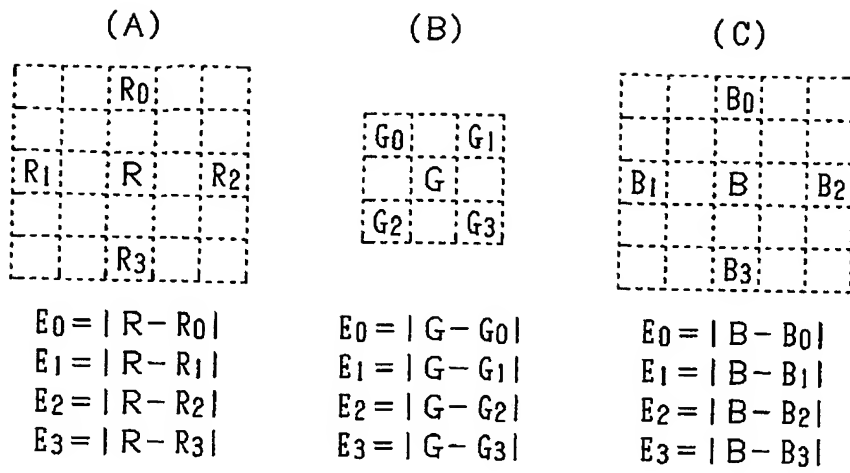 (A)
R0
R1 R R2
R3
E0=|R-R0|
E1=|R-R1|
E2=|R-R2|
E3=|R-R3|
(B)
G0 G1
G
G2 G3
E0=|G-G0|
E1=|G-G1|
E2=|G-G2|
E3=|G-G3|
(C)
B0
B1 B B2
B3
E0=|B-B0|
E1=|B-B1|
E2=|B-B2|
E3=|B-B3|